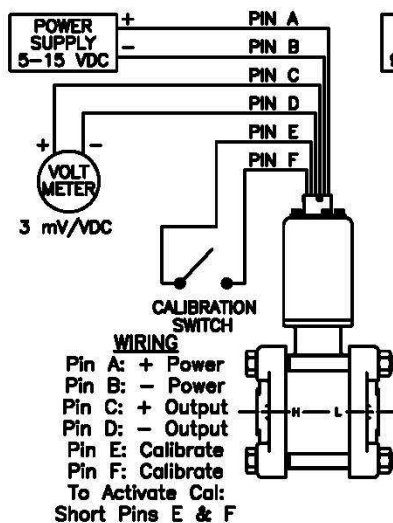 POWER
SUPPLY
5-15 VDC
+
-
PIN A
PIN B
PIN C
PIN D
PIN E
PIN F
+
-
VOLT
METER
3 mV/VDC
CALIBRATION
SWITCH
H
L
WIRING
Pin A: + Power
Pin B: - Power
Pin C: + Output
Pin D: - Output
Pin E: Calibrate
Pin F: Calibrate
To Activate Cal:
Short Pins E & F